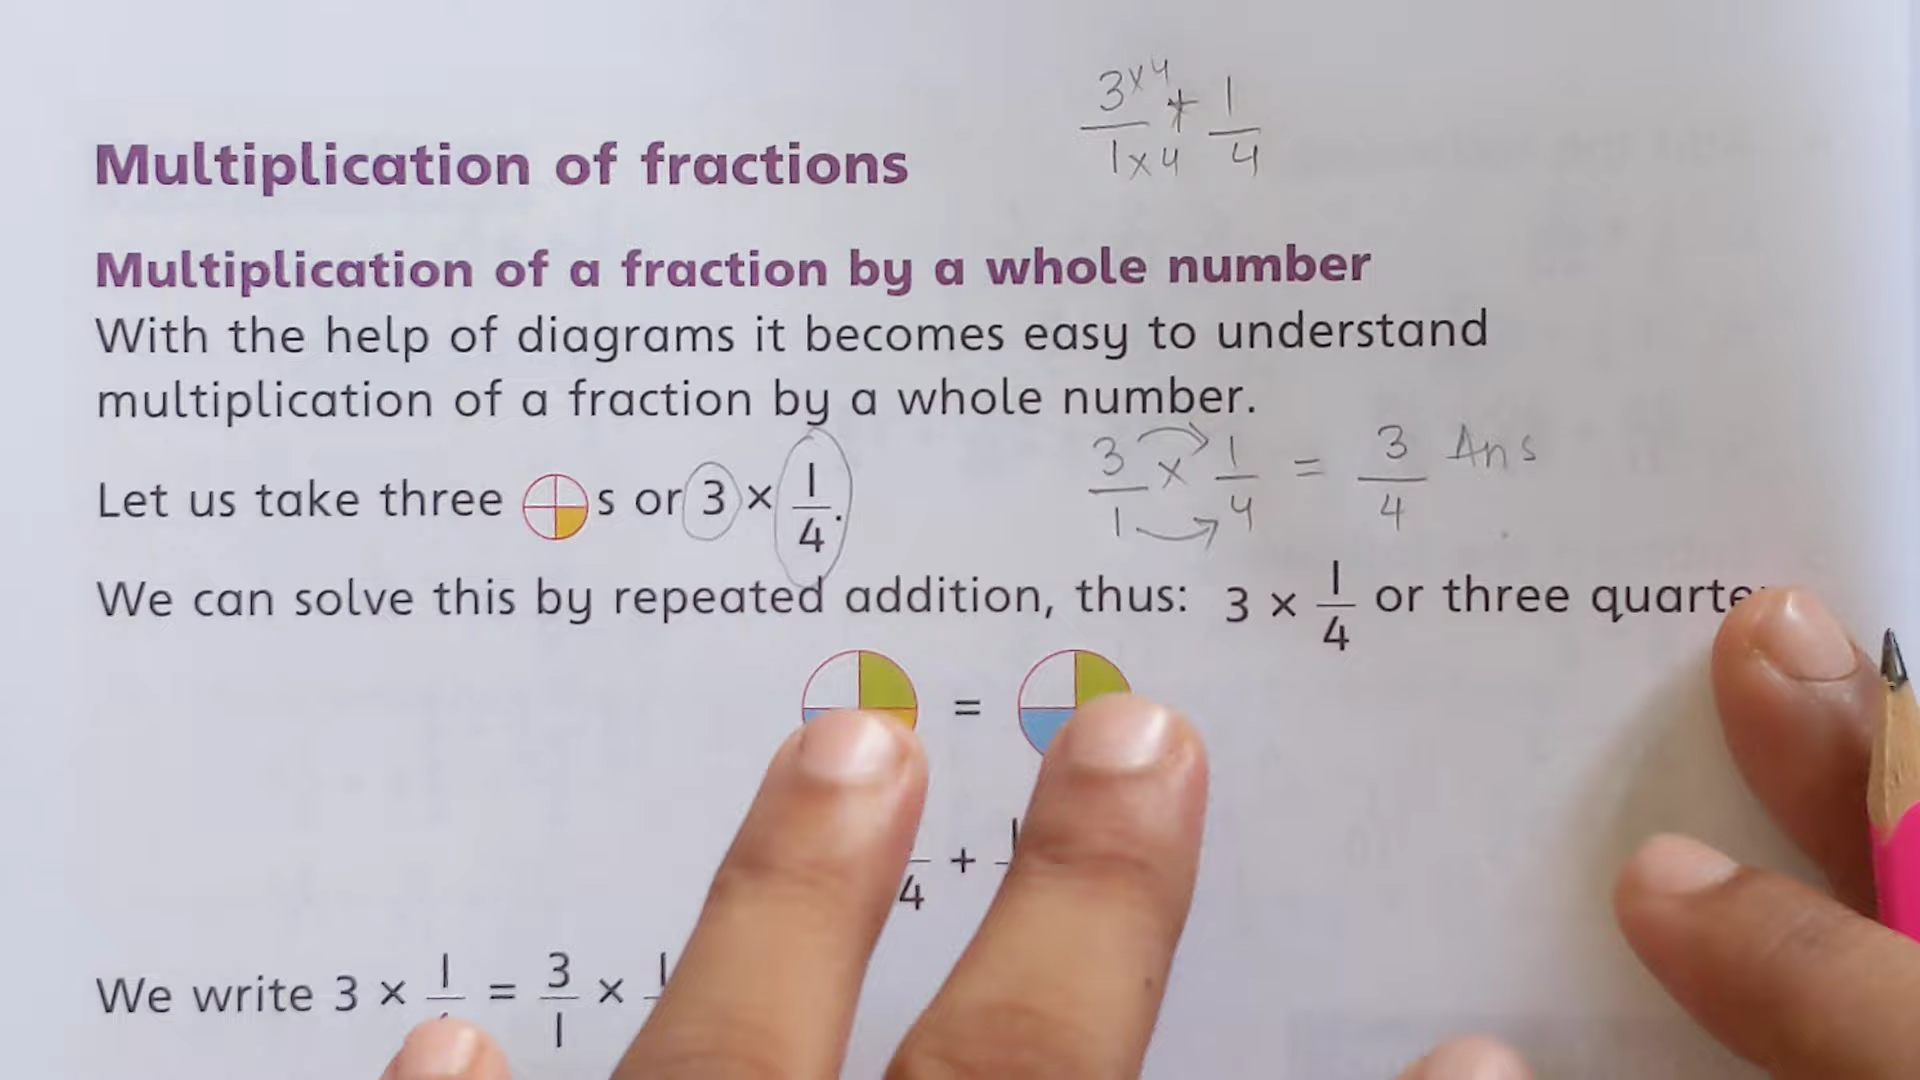 3×4/1×4 + 1/4
Multiplication of fractions
Multiplication of a fraction by a whole number
With the help of diagrams it becomes easy to understand
multiplication of a fraction by a whole number.
3/1 × 1/4 = 3/4 Ans
Let us take three s or 3 × 1/4.
We can solve this by repeated addition, thus: 3 × 1/4 or three
=
4 +
We write 3 × 1 = 3/1 ×